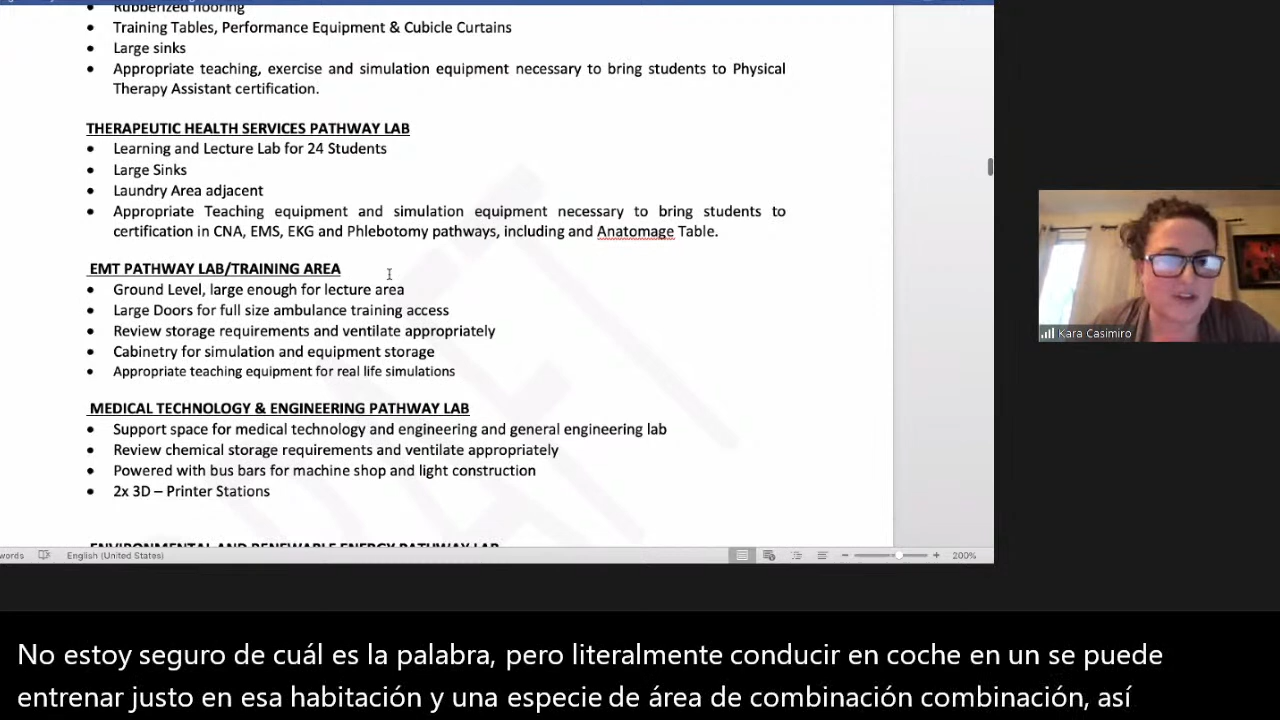 Rubberized flooring
• Training Tables, Performance Equipment & Cubicle Curtains
• Large sinks
• Appropriate teaching, exercise and simulation equipment necessary to bring students to Physical
Therapy Assistant certification.
THERAPEUTIC HEALTH SERVICES PATHWAY LAB
• Learning and Lecture Lab for 24 Students
• Large Sinks
• Laundry Area adjacent
• Appropriate Teaching equipment and simulation equipment necessary to bring students to
certification in CNA, EMS, EKG and Phlebotomy pathways, including and Anatomage Table.
EMT PATHWAY LAB/TRAINING AREA
• Ground Level, large enough for lecture area
• Large Doors for full size ambulance training access
• Review storage requirements and ventilate appropriately
• Cabinetry for simulation and equipment storage
• Appropriate teaching equipment for real life simulations
MEDICAL TECHNOLOGY & ENGINEERING PATHWAY LAB
• Support space for medical technology and engineering and general engineering lab
• Review chemical storage requirements and ventilate appropriately
• Powered with bus bars for machine shop and light construction
• 2x 3D – Printer Stations
ENVIRONMENTAL AND RENEWABLE ENERGY PATHWAY LAB
words English (United States) 200%
Kara Casimiro
No estoy seguro de cuál es la palabra, pero literalmente conducir en coche en un se puede
entrenar justo en esa habitación y una especie de área de combinación combinación, así